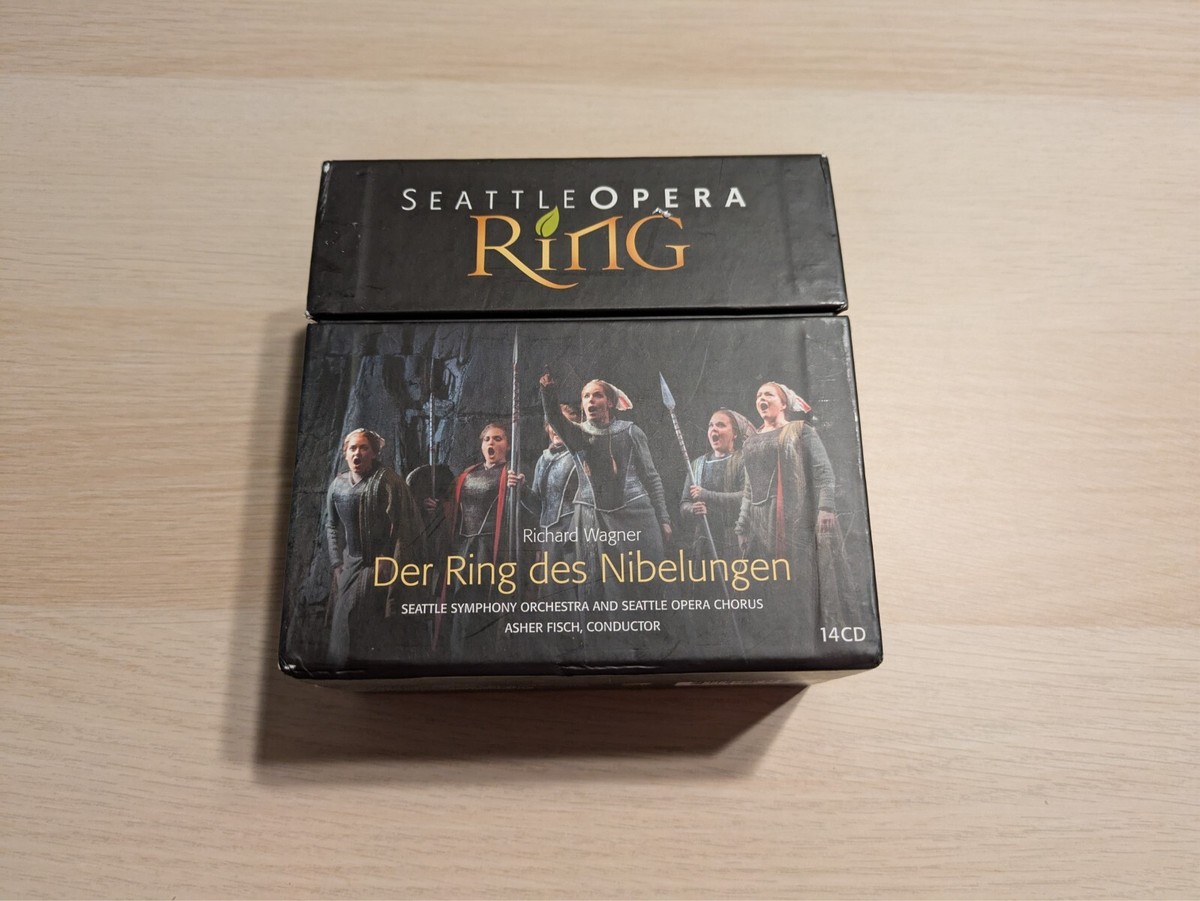 SEATTLEOPERA
RiNG
Richard Wagner
Der Ring des Nibelungen
SEATTLE SYMPHONY ORCHESTRA AND SEATTLE OPERA CHORUS
ASHER FISCH, CONDUCTOR
14CD